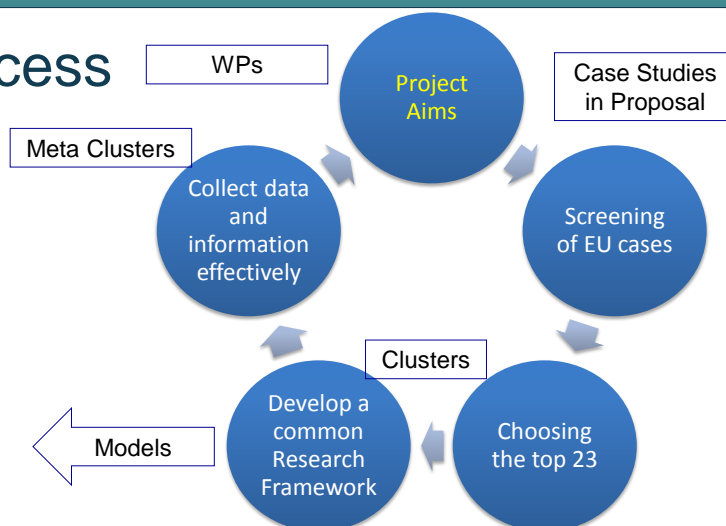 cess
WPs
Project
Aims
Case Studies
in Proposal
Meta Clusters
Collect data
and
information
effectively
Screening
of EU cases
Clusters
Develop a
common
Research
Framework
Choosing
the top 23
Models